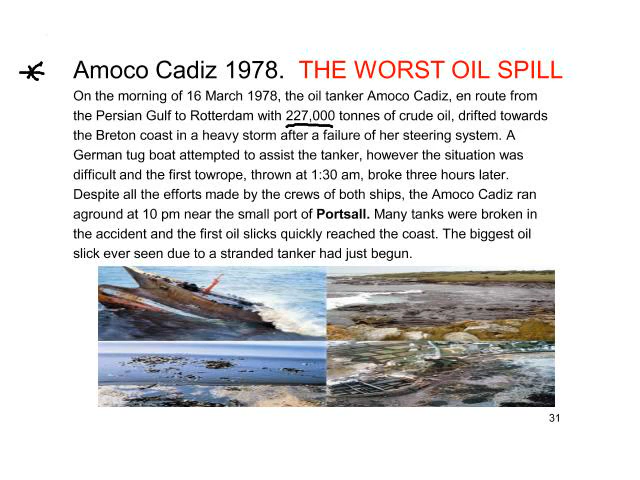 Amoco Cadiz 1978. THE WORST OIL SPILL
On the morning of 16 March 1978, the oil tanker Amoco Cadiz, en route from
the Persian Gulf to Rotterdam with 227,000 tonnes of crude oil, drifted towards
the Breton coast in a heavy storm after a failure of her steering system. A
German tug boat attempted to assist the tanker, however the situation was
difficult and the first towrope, thrown at 1:30 am, broke three hours later.
Despite all the efforts made by the crews of both ships, the Amoco Cadiz ran
aground at 10 pm near the small port of Portsall. Many tanks were broken in
the accident and the first oil slicks quickly reached the coast. The biggest oil
slick ever seen due to a stranded tanker had just begun.
31